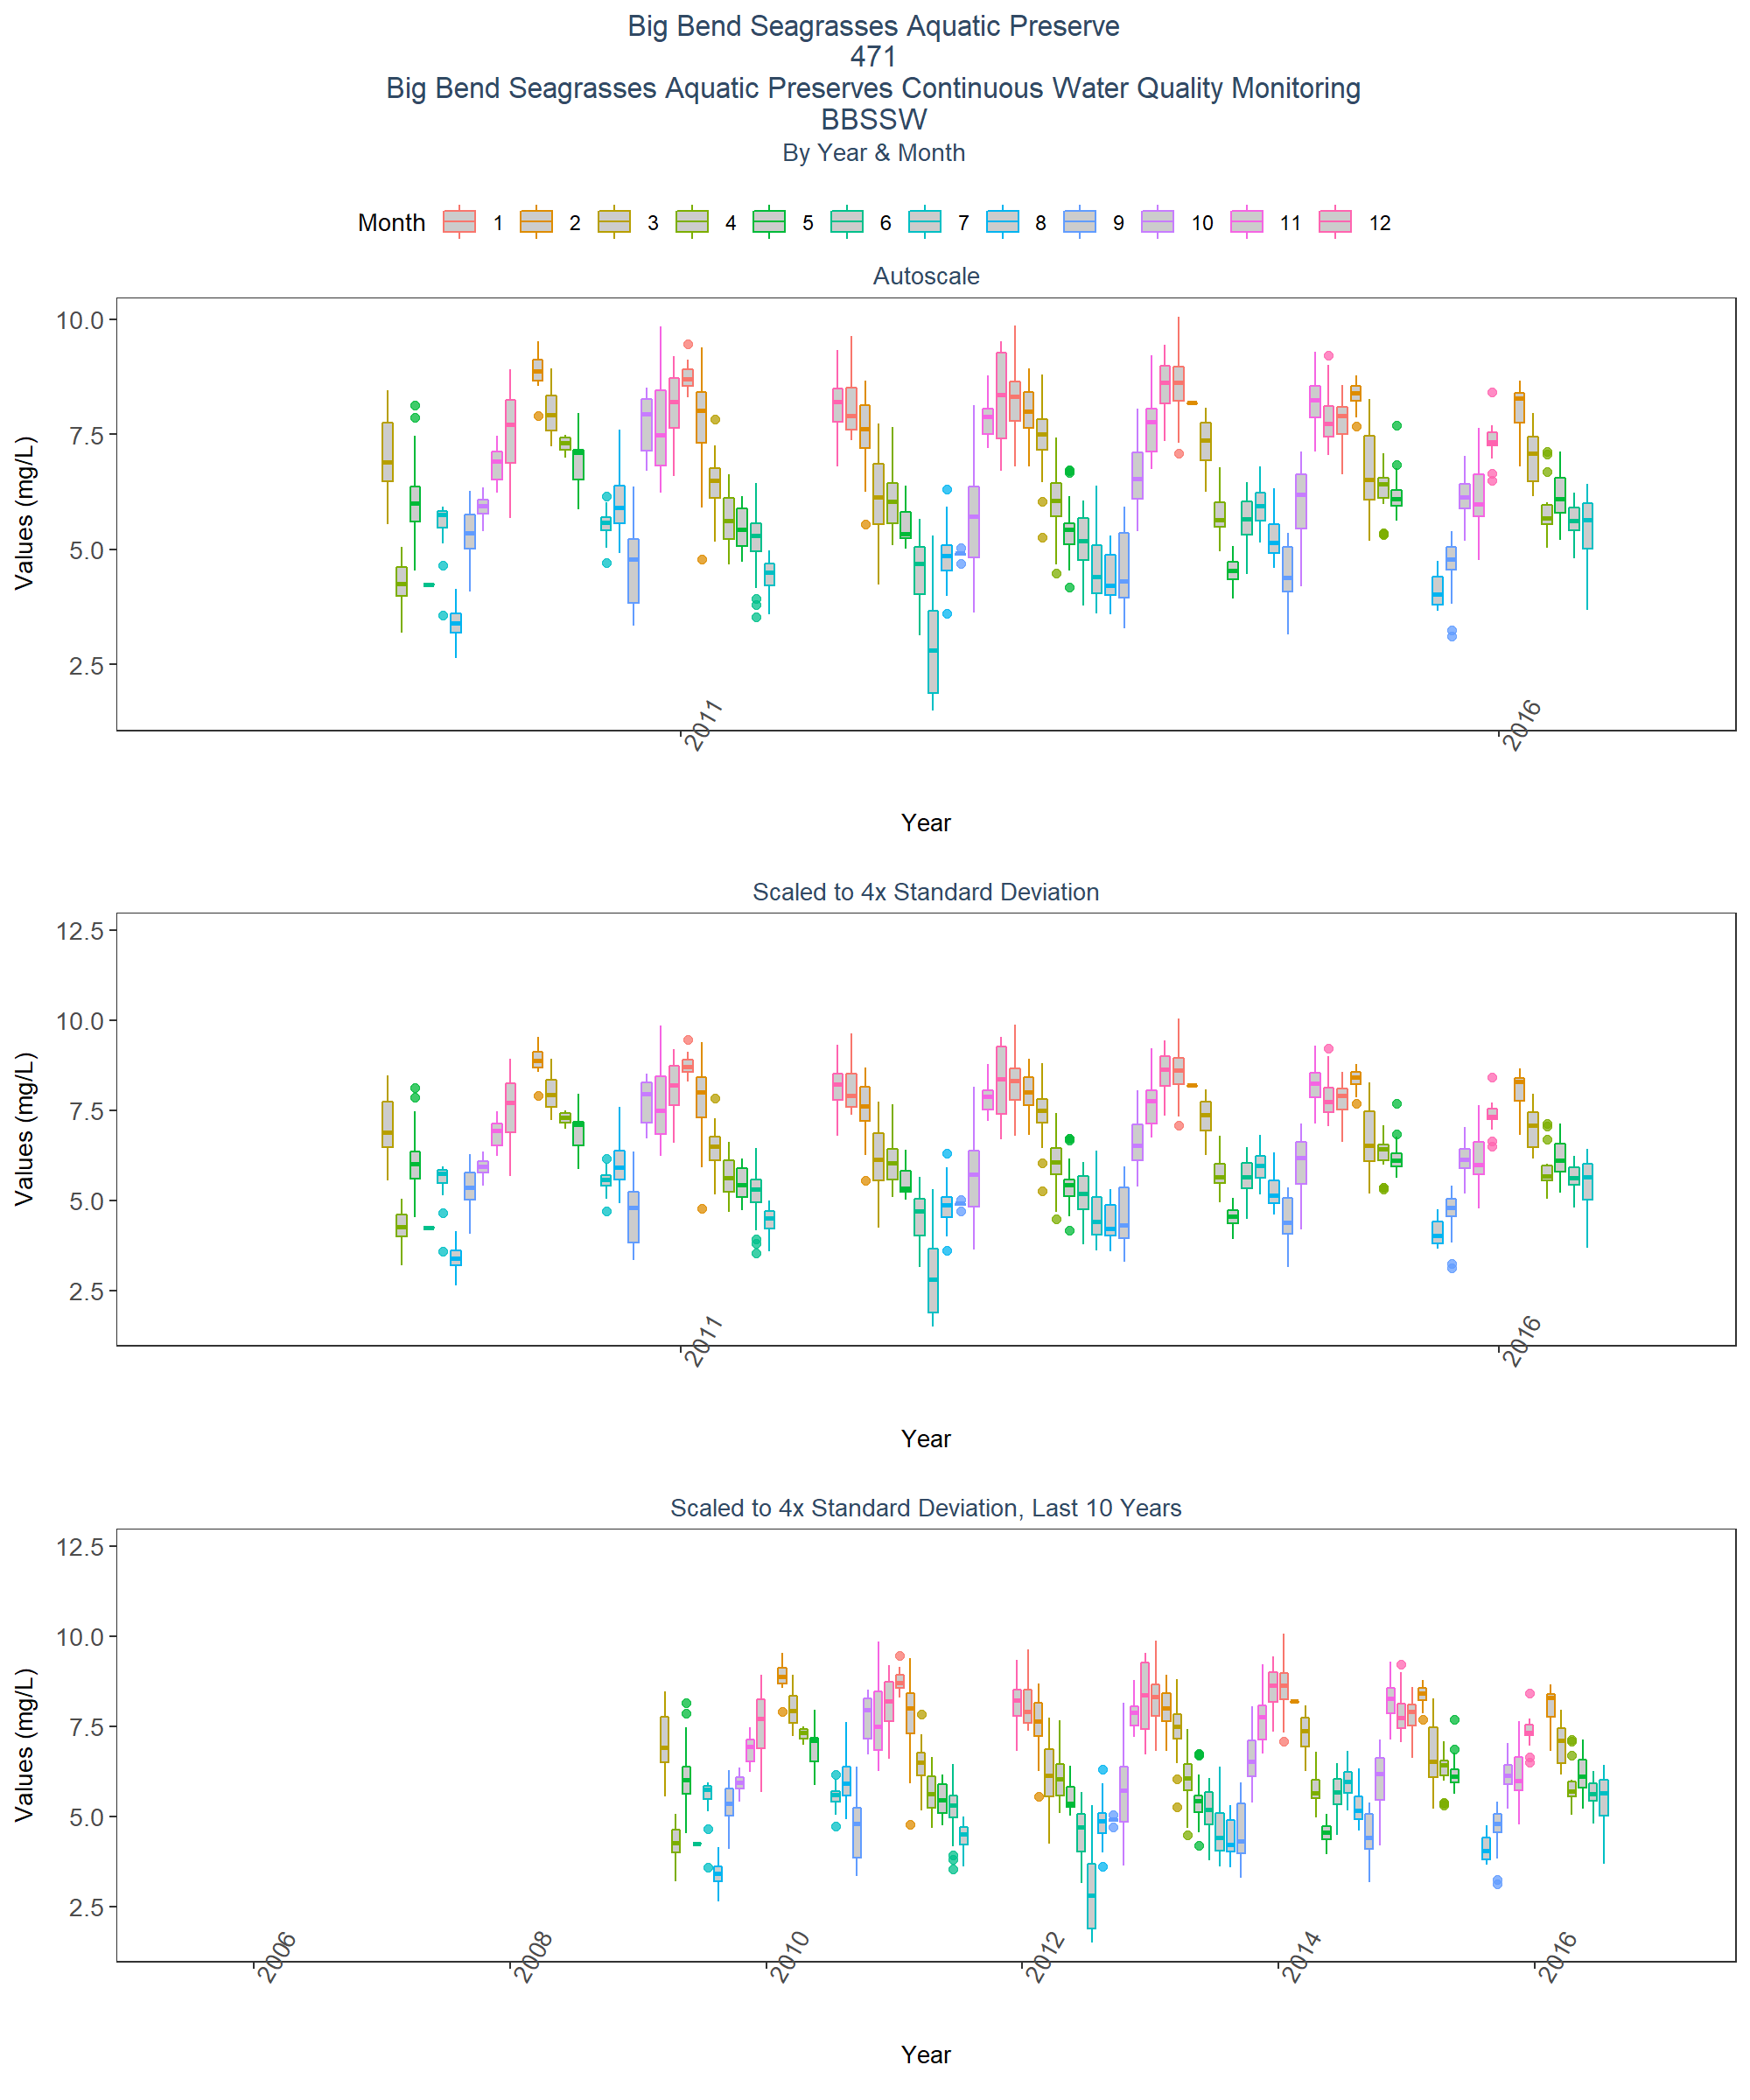 Big Bend Seagrasses Aquatic Preserve
471
Big Bend Seagrasses Aquatic Preserves Continuous Water Quality Monitoring
BBSSW
By Year & Month
Month 1 2 3 4 5 6 7 8 9 10 11 12
Autoscale
Values (mg/L)
10.0
7.5
5.0
2.5
2011 2016
Year
Scaled to 4x Standard Deviation
Values (mg/L)
12.5
10.0
7.5
5.0
2.5
2011 2016
Year
Scaled to 4x Standard Deviation, Last 10 Years
Values (mg/L)
12.5
10.0
7.5
5.0
2.5
2006 2008 2010 2012 2014 2016
Year